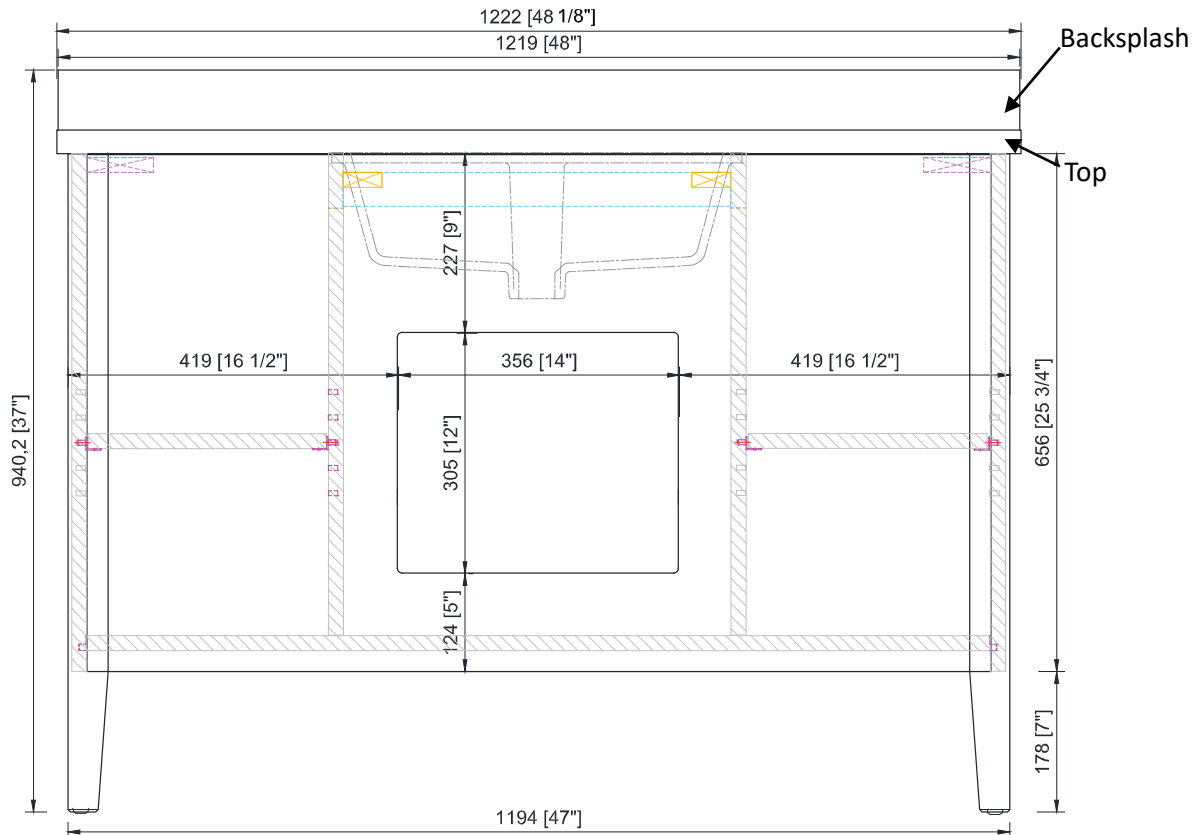 1222 [48 1/8"]
1219 [48"]
Backsplash
Top
227 [9"]
419 [16 1/2"]
356 [14"]
419 [16 1/2"]
940,2 [37"]
305 [12"]
656 [25 3/4"]
124 [5"]
178 [7"]
1194 [47"]